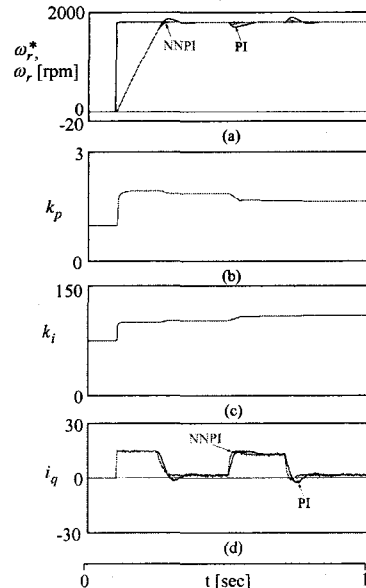 2000
ω_r^*,
ω_r [rpm]
NNPI
PI
0
-20
(a)
3
k_p
0
(b)
150
k_i
0
(c)
30
NNPI
i_q
0
PI
-30
(d)
0 t [sec] 1